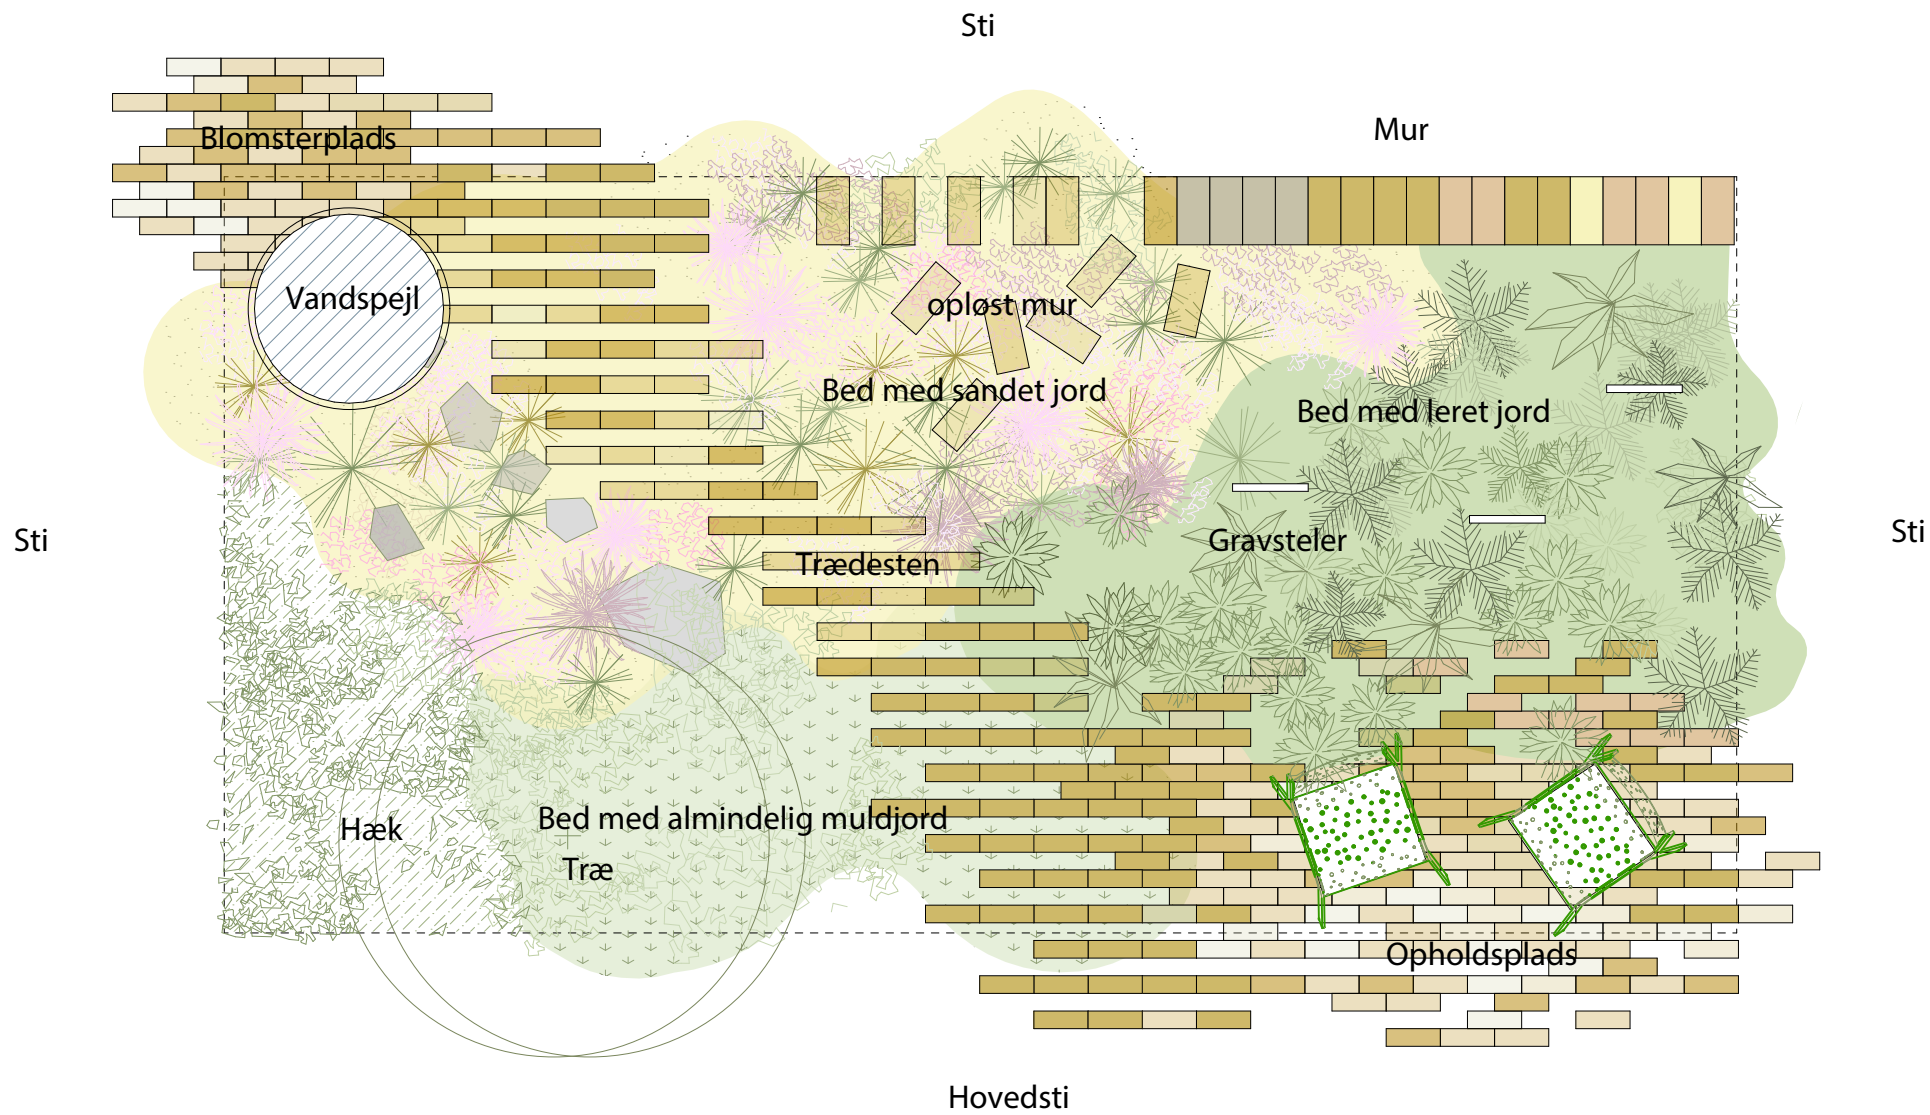 Sti
Mur
Blomsterplads
Vandspejl
opløst mur
Bed med sandet jord
Bed med leret jord
Sti
Sti
Gravsteler
Trædesten
Hæk
Bed med almindelig muldjord
Træ
Opholdsplads
Hovedsti